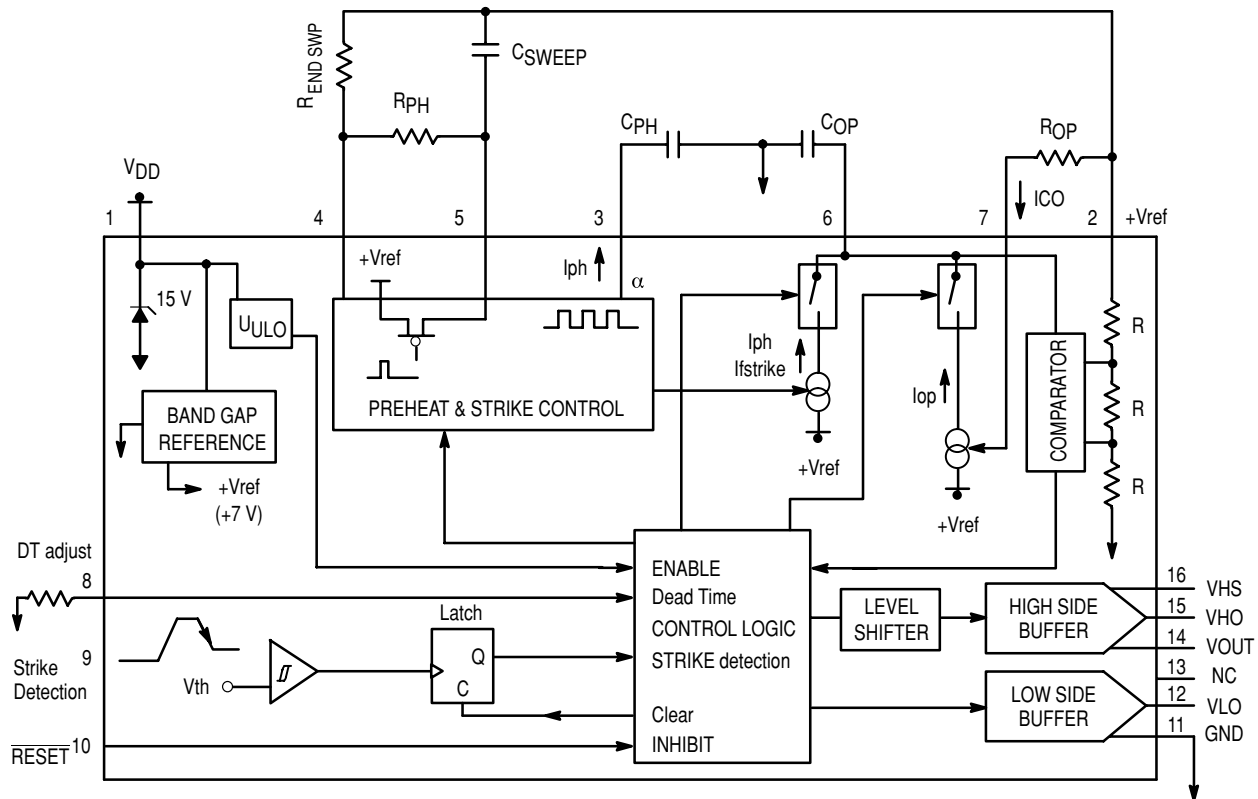 R END SWP
CSWEEP
RPH
CPH
COP
ROP
VDD
ICO
1
4
5
3
6
7
2
+Vref
+Vref
Iph
α
15 V
UULO
Iph
Ifstrike
Iop
R
R
R
COMPARATOR
PREHEAT & STRIKE CONTROL
BAND GAP
REFERENCE
+Vref
(+7 V)
+Vref
+Vref
DT adjust
8
ENABLE
Dead Time
CONTROL LOGIC
STRIKE detection
Clear
INHIBIT
LEVEL
SHIFTER
HIGH SIDE
BUFFER
LOW SIDE
BUFFER
16
VHS
15
VHO
14
VOUT
13
NC
12
VLO
11
GND
Latch
Q
C
9
Strike
Detection
Vth
RESET
10